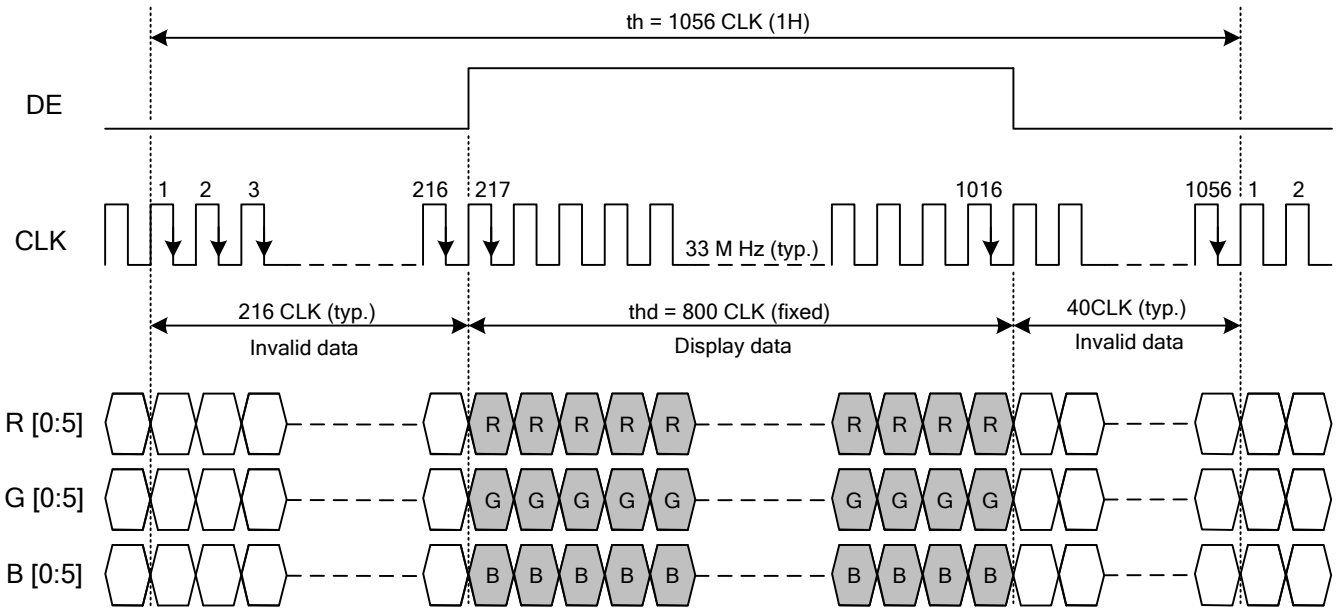 th = 1056 CLK (1H)
DE
1 2 3 216 217 1016 1056 1 2
CLK
33 M Hz (typ.)
216 CLK (typ.) thd = 800 CLK (fixed) 40CLK (typ.)
Invalid data Display data Invalid data
R [0:5] R R R R R R R R R
G [0:5] G G G G G G G G G
B [0:5] B B B B B B B B B